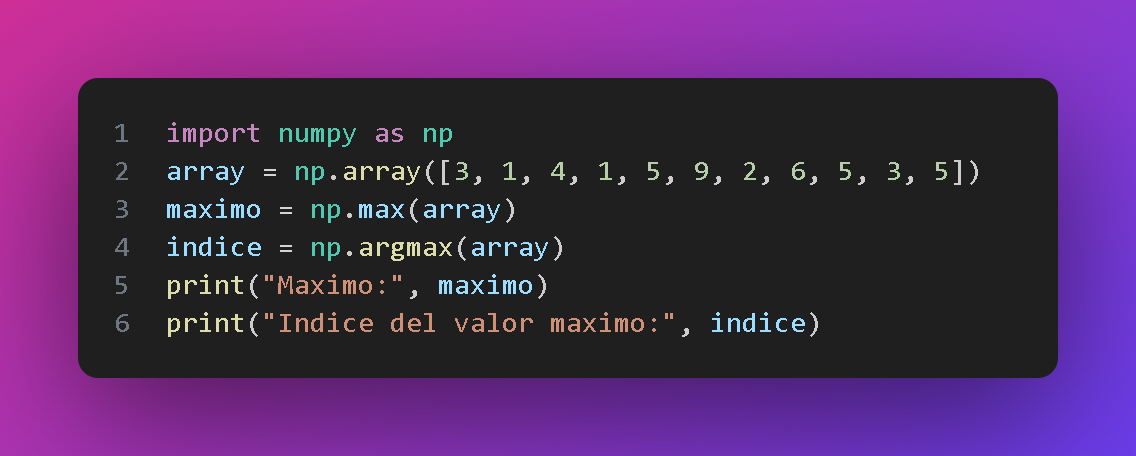 1 import numpy as np
2 array = np.array([3, 1, 4, 1, 5, 9, 2, 6, 5, 3, 5])
3 maximo = np.max(array)
4 indice = np.argmax(array)
5 print("Maximo:", maximo)
6 print("Indice del valor maximo:", indice)